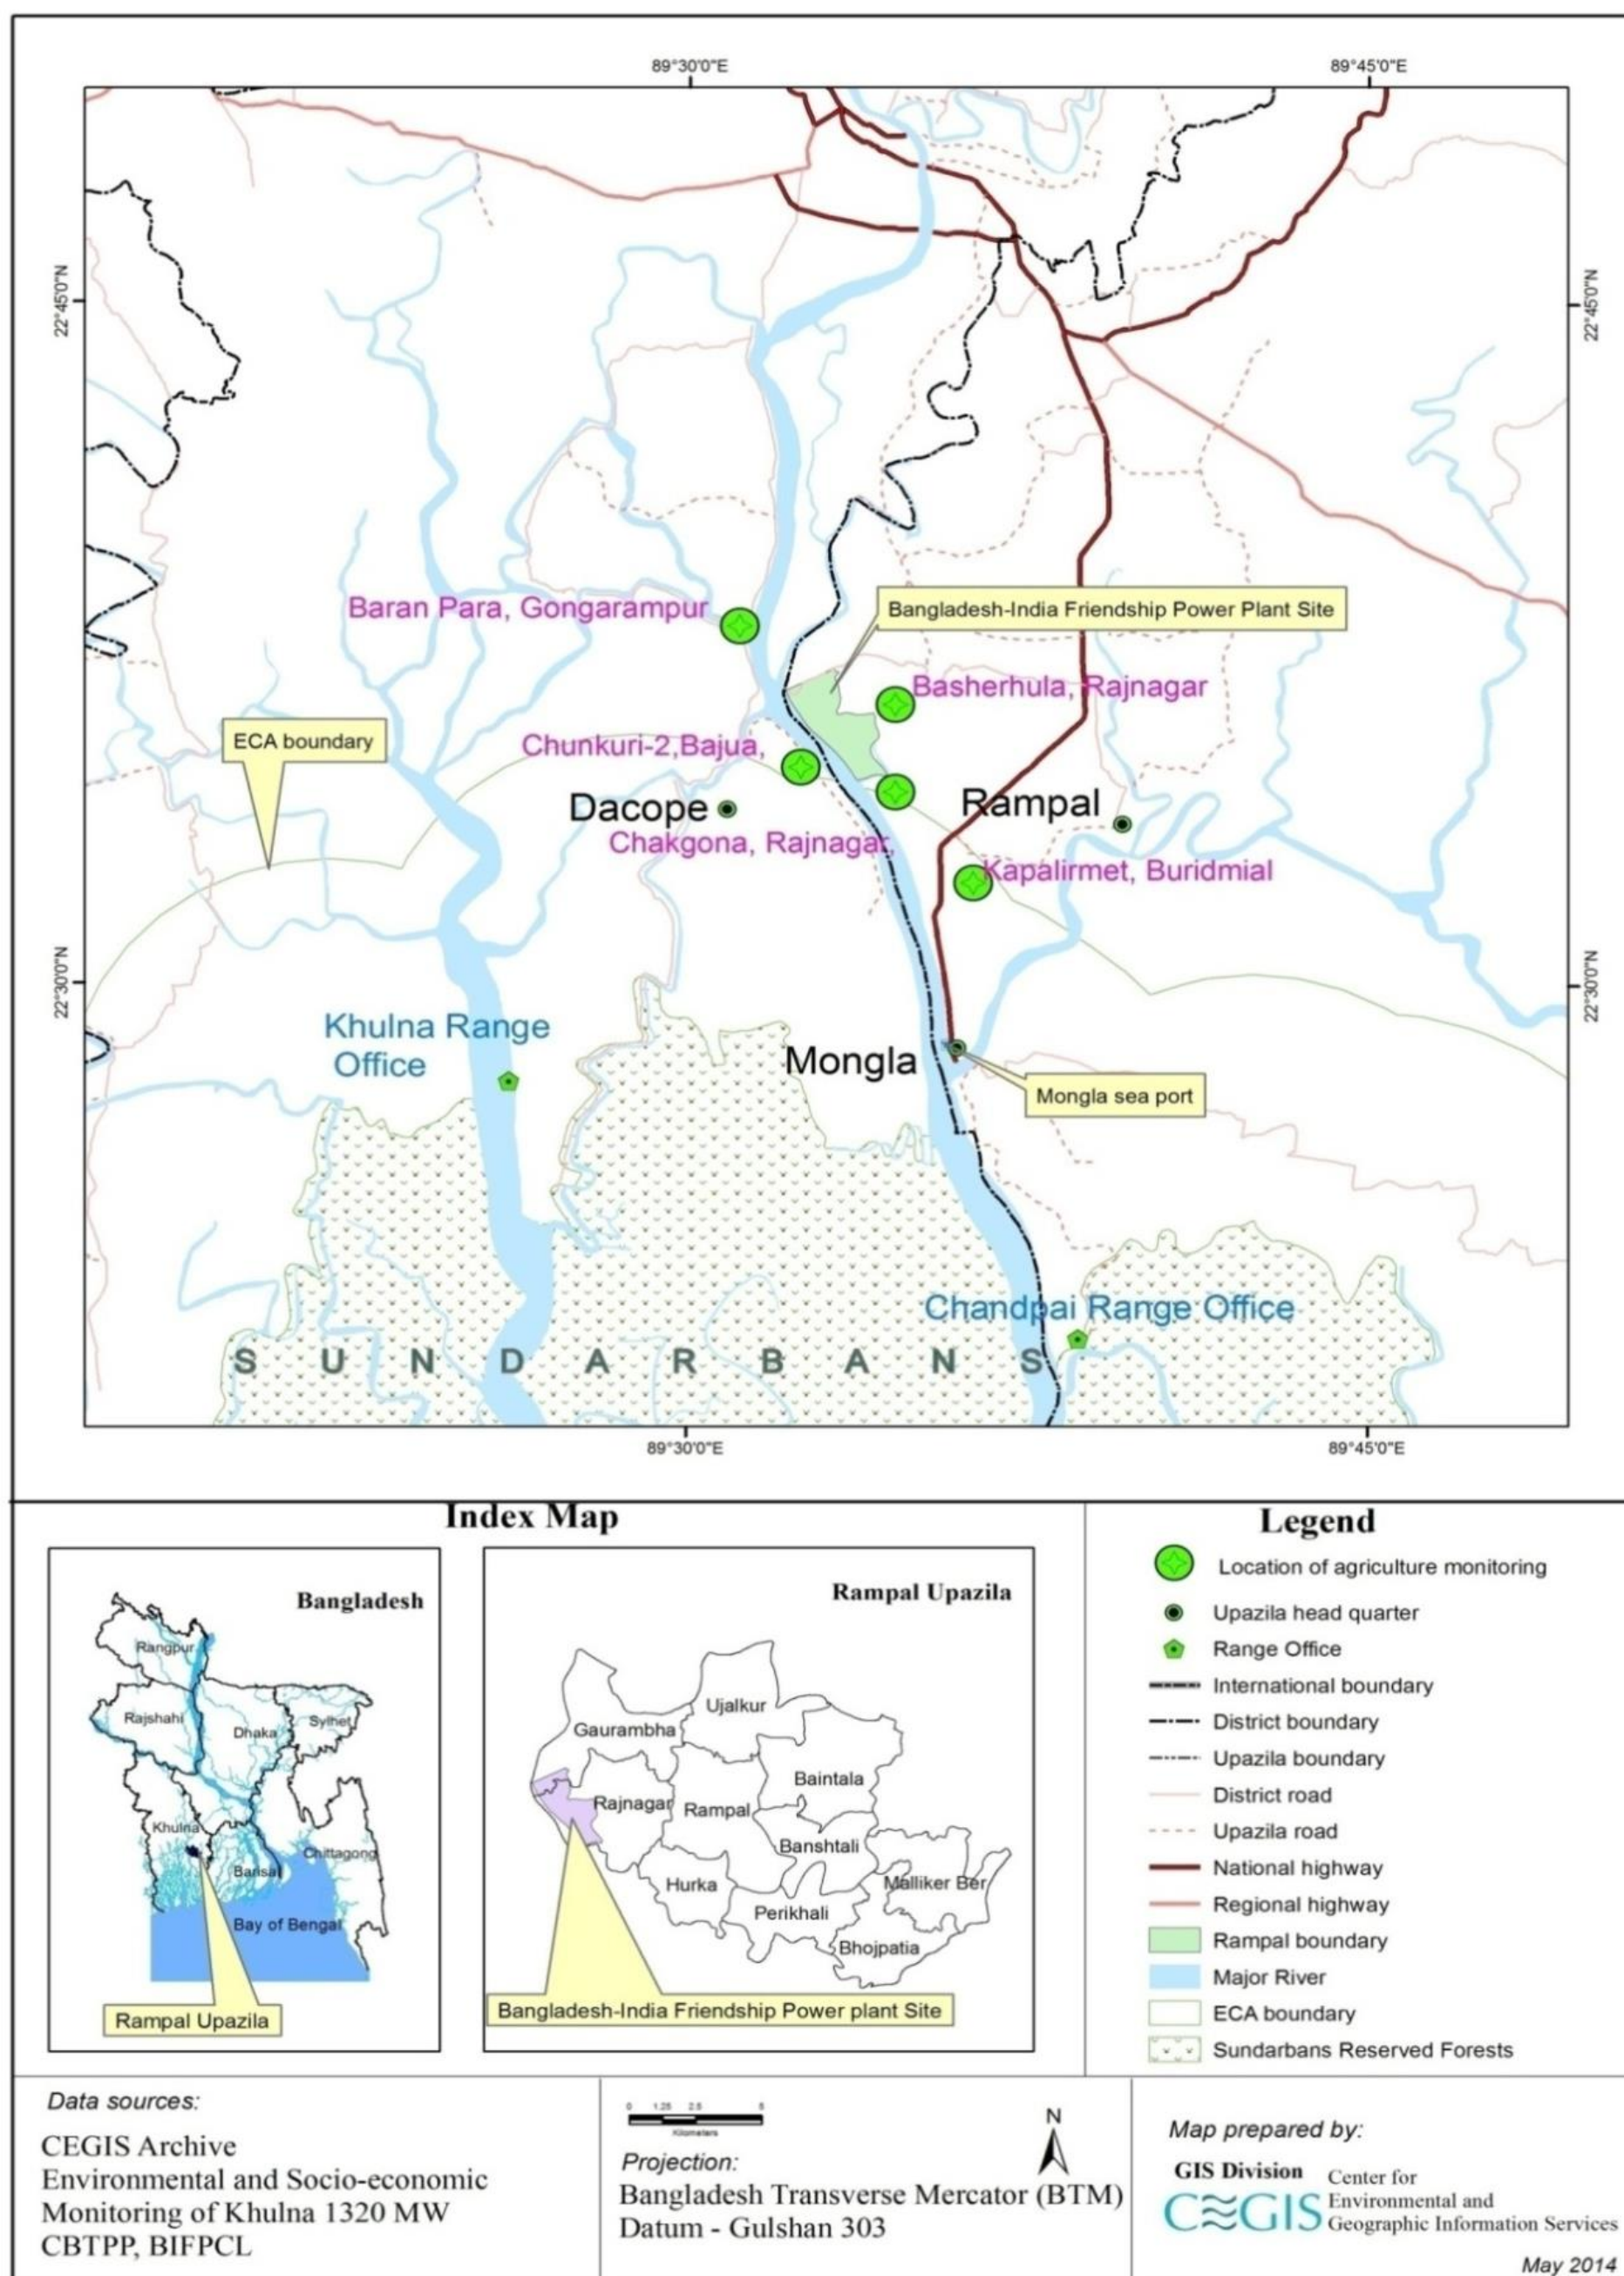 89°30'0"E
89°45'0"E
22°45'0"N
22°45'0"N
Baran Para, Gongarampur
Bangladesh-India Friendship Power Plant Site
Basherhula, Rajnagar
ECA boundary
Chunkuri-2,Bajua,
Dacope
Rampal
Chakgona, Rajnagar,
Kapalirmet, Buridmial
22°30'0"N
22°30'0"N
Khulna Range
Office
Mongla
Mongla sea port
Chandpai Range Office
S U N D A R B A N S
89°30'0"E
89°45'0"E
Index Map
Bangladesh
Rangpur
Rajshahi
Dhaka
Sylhet
Khulna
Barisal
Chittagong
Bay of Bengal
Rampal Upazila
Rampal Upazila
Ujalkur
Gaurambha
Baintala
Rajnagar
Rampal
Banshtali
Hurka
Malliker Ber
Perikhali
Bhojpatia
Bangladesh-India Friendship Power plant Site
Legend
Location of agriculture monitoring
Upazila head quarter
Range Office
International boundary
District boundary
Upazila boundary
District road
Upazila road
National highway
Regional highway
Rampal boundary
Major River
ECA boundary
Sundarbans Reserved Forests
Data sources:
CEGIS Archive
Environmental and Socio-economic
Monitoring of Khulna 1320 MW
CBTPP, BIFPCL
0 1.25 2.5 5
Kilometers
N
Projection:
Bangladesh Transverse Mercator (BTM)
Datum - Gulshan 303
Map prepared by:
GIS Division
CEGIS
Center for
Environmental and
Geographic Information Services
May 2014